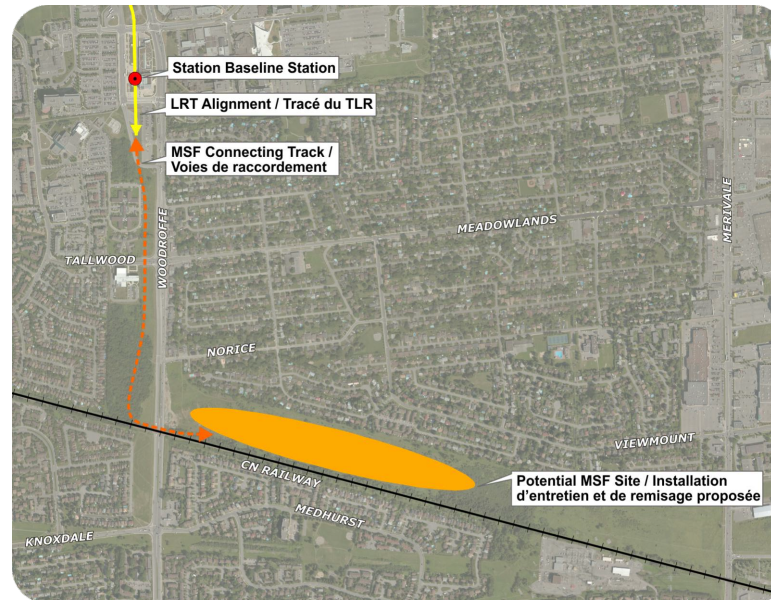 Station Baseline Station
LRT Alignment / Tracé du TLR
MSF Connecting Track /
Voies de raccordement
MERIVALE
MEADOWLANDS
WOODROFFE
TALLWOOD
NORICE
VIEWMOUNT
CN RAILWAY
Potential MSF Site / Installation
d'entretien et de remisage proposée
MEDHURST
KNOXDALE